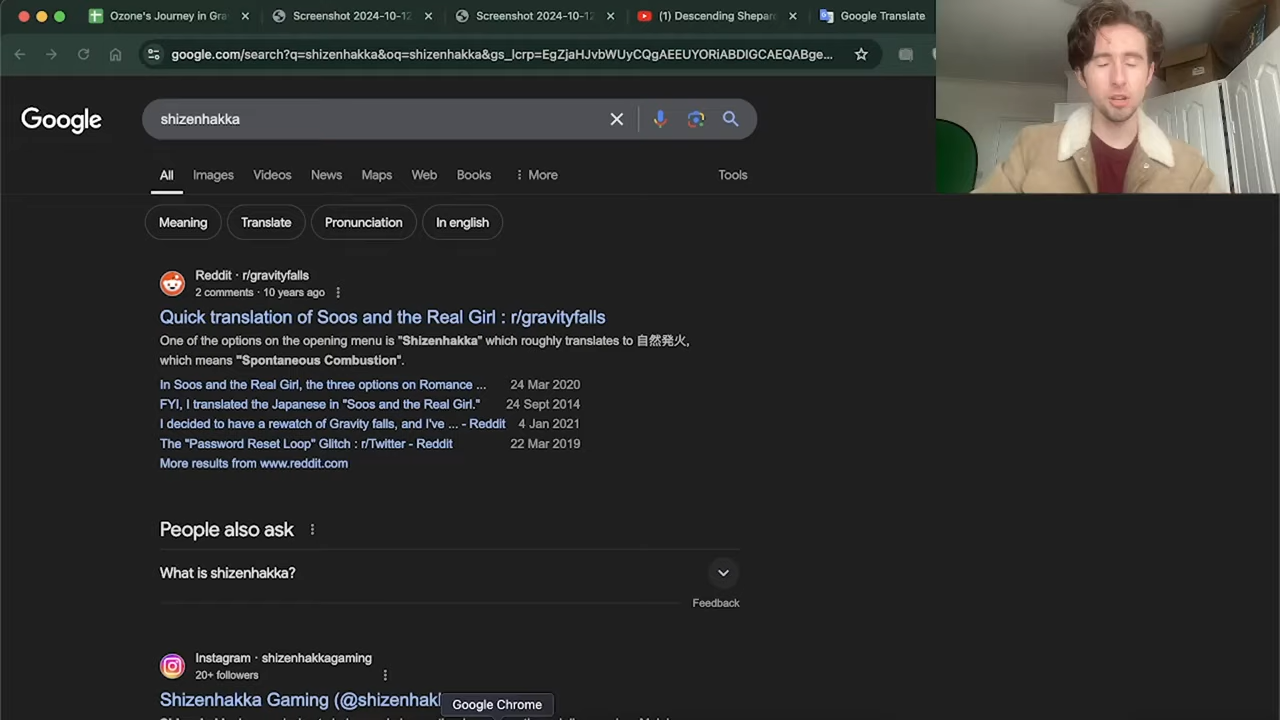 Ozone's Journey in Gra
Screenshot 2024-10-12
Screenshot 2024-10-12
(1) Descending Shepar
Google Translate
google.com/search?q=shizenhakka&oq=shizenhakka&gs_lcrp=EgZjaHJvbWUyCQgAEEUYORiABDIGCAEQABge...
Google
shizenhakka
All
Images
Videos
News
Maps
Web
Books
More
Tools
Meaning
Translate
Pronunciation
In english
Reddit · r/gravityfalls
2 comments · 10 years ago
Quick translation of Soos and the Real Girl : r/gravityfalls
One of the options on the opening menu is "Shizenhakka" which roughly translates to 自然発火,
which means "Spontaneous Combustion".
In Soos and the Real Girl, the three options on Romance ... 24 Mar 2020
FYI, I translated the Japanese in "Soos and the Real Girl." 24 Sept 2014
I decided to have a rewatch of Gravity falls, and I've ... - Reddit 4 Jan 2021
The "Password Reset Loop" Glitch : r/Twitter - Reddit 22 Mar 2019
More results from www.reddit.com
People also ask
What is shizenhakka?
Feedback
Instagram · shizenhakkagaming
20+ followers
Shizenhakka Gaming (@shizenhakk
Google Chrome